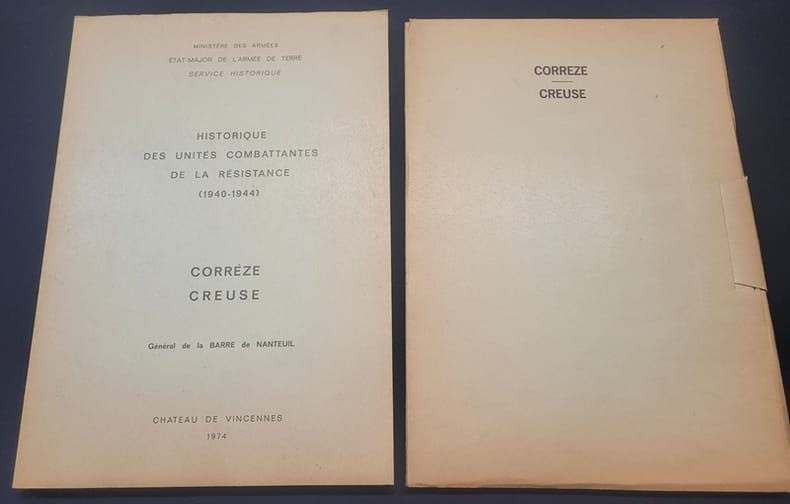 MINISTÈRE DES ARMÉES
ÉTAT-MAJOR DE L'ARMÉE DE TERRE
SERVICE HISTORIQUE
HISTORIQUE
DES UNITÉS COMBATTANTES
DE LA RÉSISTANCE
(1940-1944)
CORRÈZE
CREUSE
Général de la BARRE de NANTEUIL
CHATEAU DE VINCENNES
1974
CORREZE
CREUSE